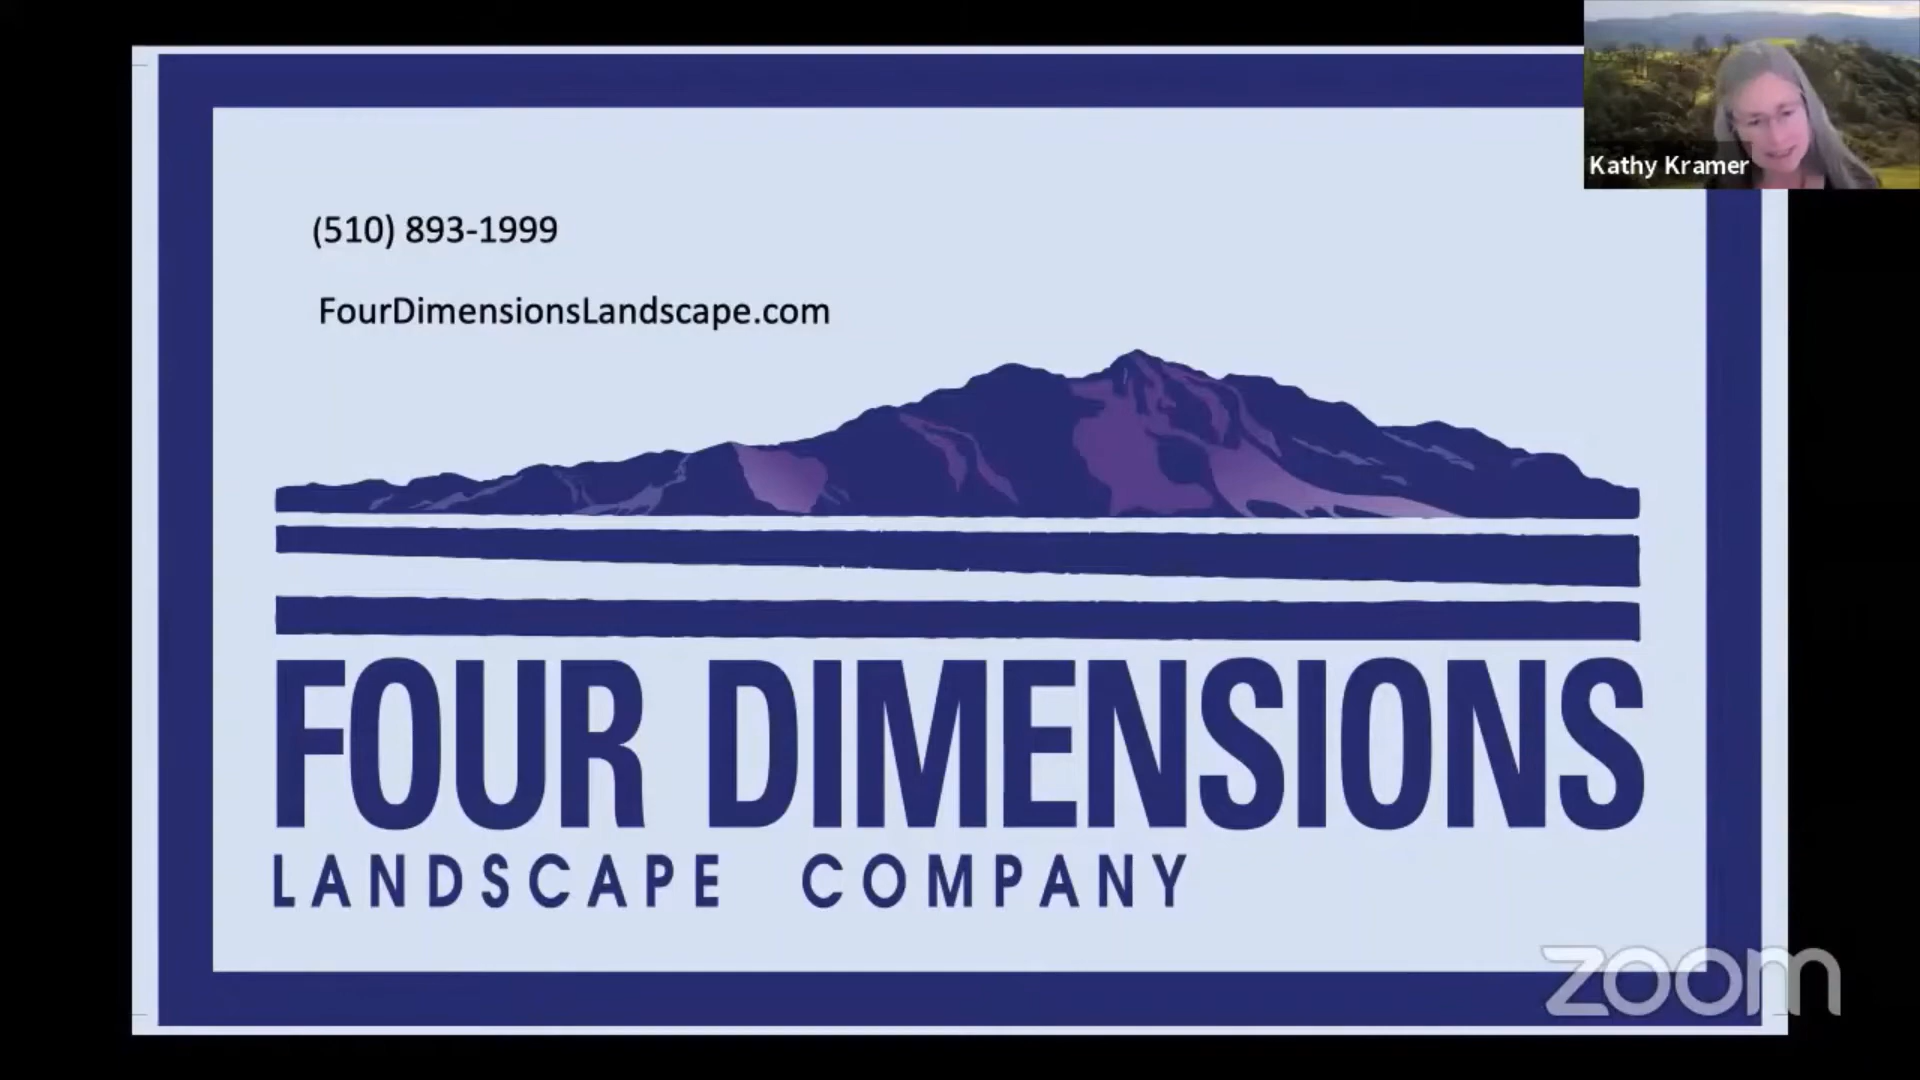 Kathy Kramer
(510) 893-1999
FourDimensionsLandscape.com
FOUR DIMENSIONS
LANDSCAPE COMPANY
zoom